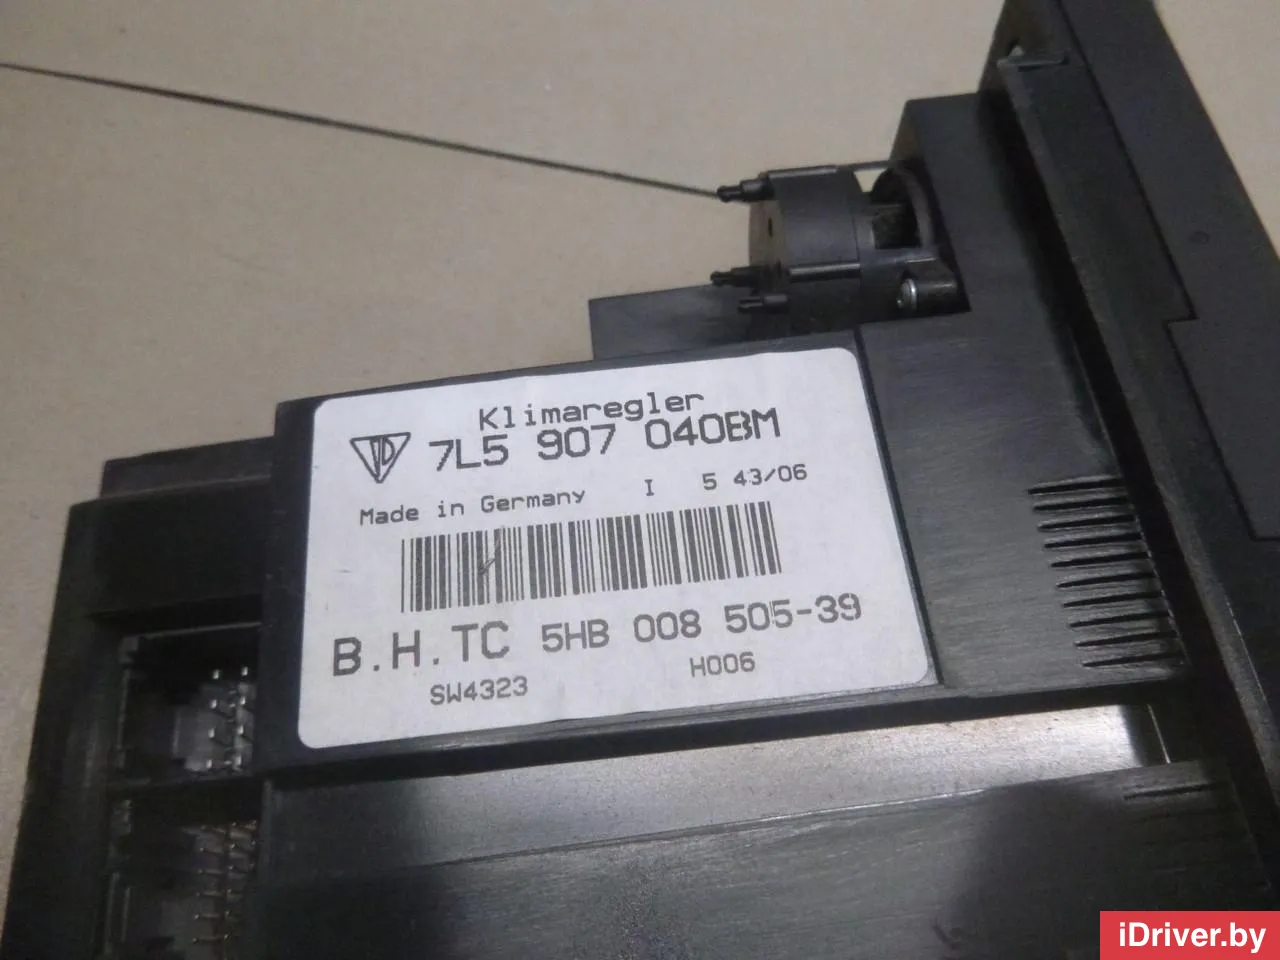 Klimaregler
7L5 907 040BM
Made in Germany I 5 43/06
B.H.TC 5HB 008 505-39
SW4323 H006
iDriver.by